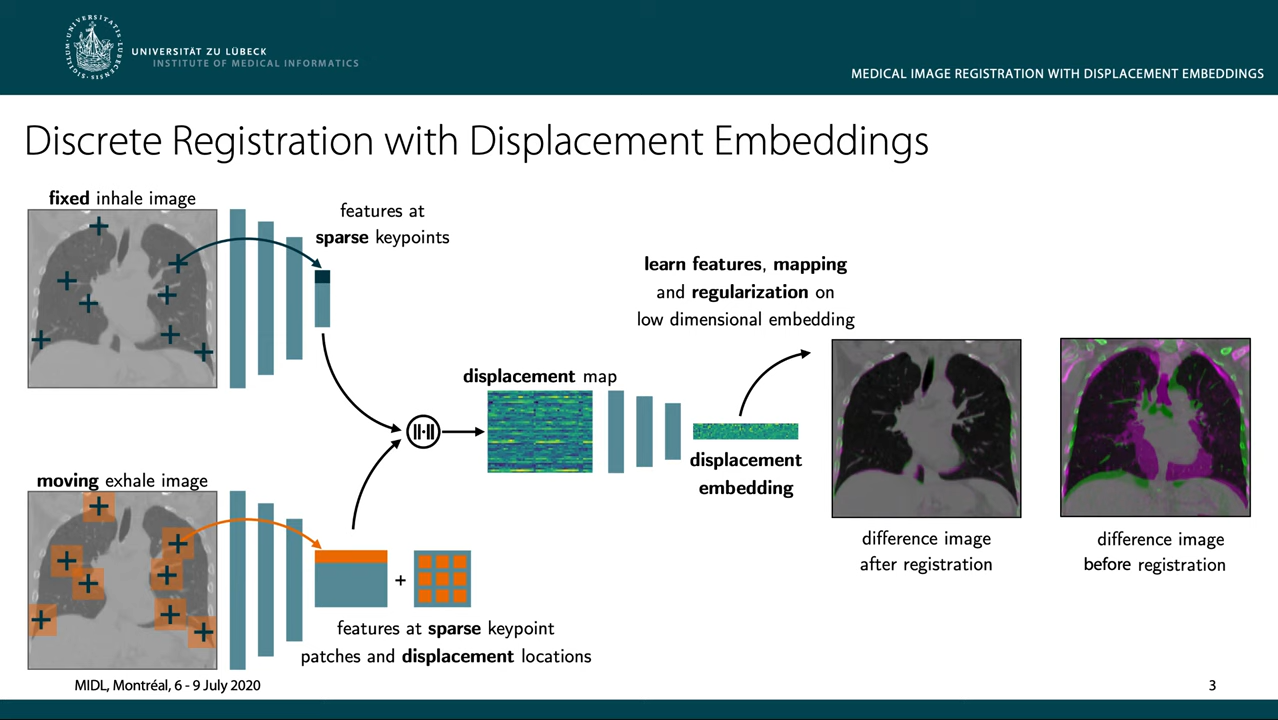 UNIVERSITÄT ZU LÜBECK
INSTITUTE OF MEDICAL INFORMATICS
MEDICAL IMAGE REGISTRATION WITH DISPLACEMENT EMBEDDINGS
Discrete Registration with Displacement Embeddings
fixed inhale image
features at
sparse keypoints
learn features, mapping
and regularization on
low dimensional embedding
displacement map
displacement
embedding
moving exhale image
+
features at sparse keypoint
patches and displacement locations
difference image
after registration
difference image
before registration
MIDL, Montréal, 6 - 9 July 2020
3